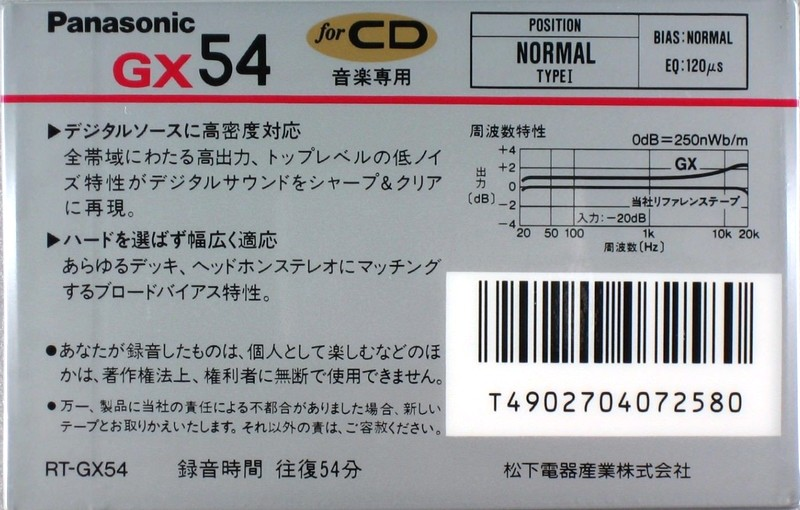 Panasonic
GX54
for CD
音楽専用
POSITION
NORMAL
TYPE I
BIAS:NORMAL
EQ:120μs
▶デジタルソースに高密度対応
全帯域にわたる高出力、トップレベルの低ノイ
ズ特性がデジタルサウンドをシャープ&クリア
に再現。
▶ハードを選ばず幅広く適応
あらゆるデッキ、ヘッドホンステレオにマッチング
するブロードバイアス特性。
周波数特性
0dB=250nWb/m
出力〔dB〕
+4
+2
0
−2
−4
GX
当社リファレンステープ
入力:−20dB
20 50 100 1k 10k 20k
周波数〔Hz〕
●あなたが録音したものは、個人として楽しむなどのほ
かは、著作権法上、権利者に無断で使用できません。
●万一、製品に当社の責任による不都合がありました場合、新しい
テープとお取りかえいたします。それ以外の責は、ご容赦ください。
T4902704072580
RT-GX54 録音時間 往復54分 松下電器産業株式会社